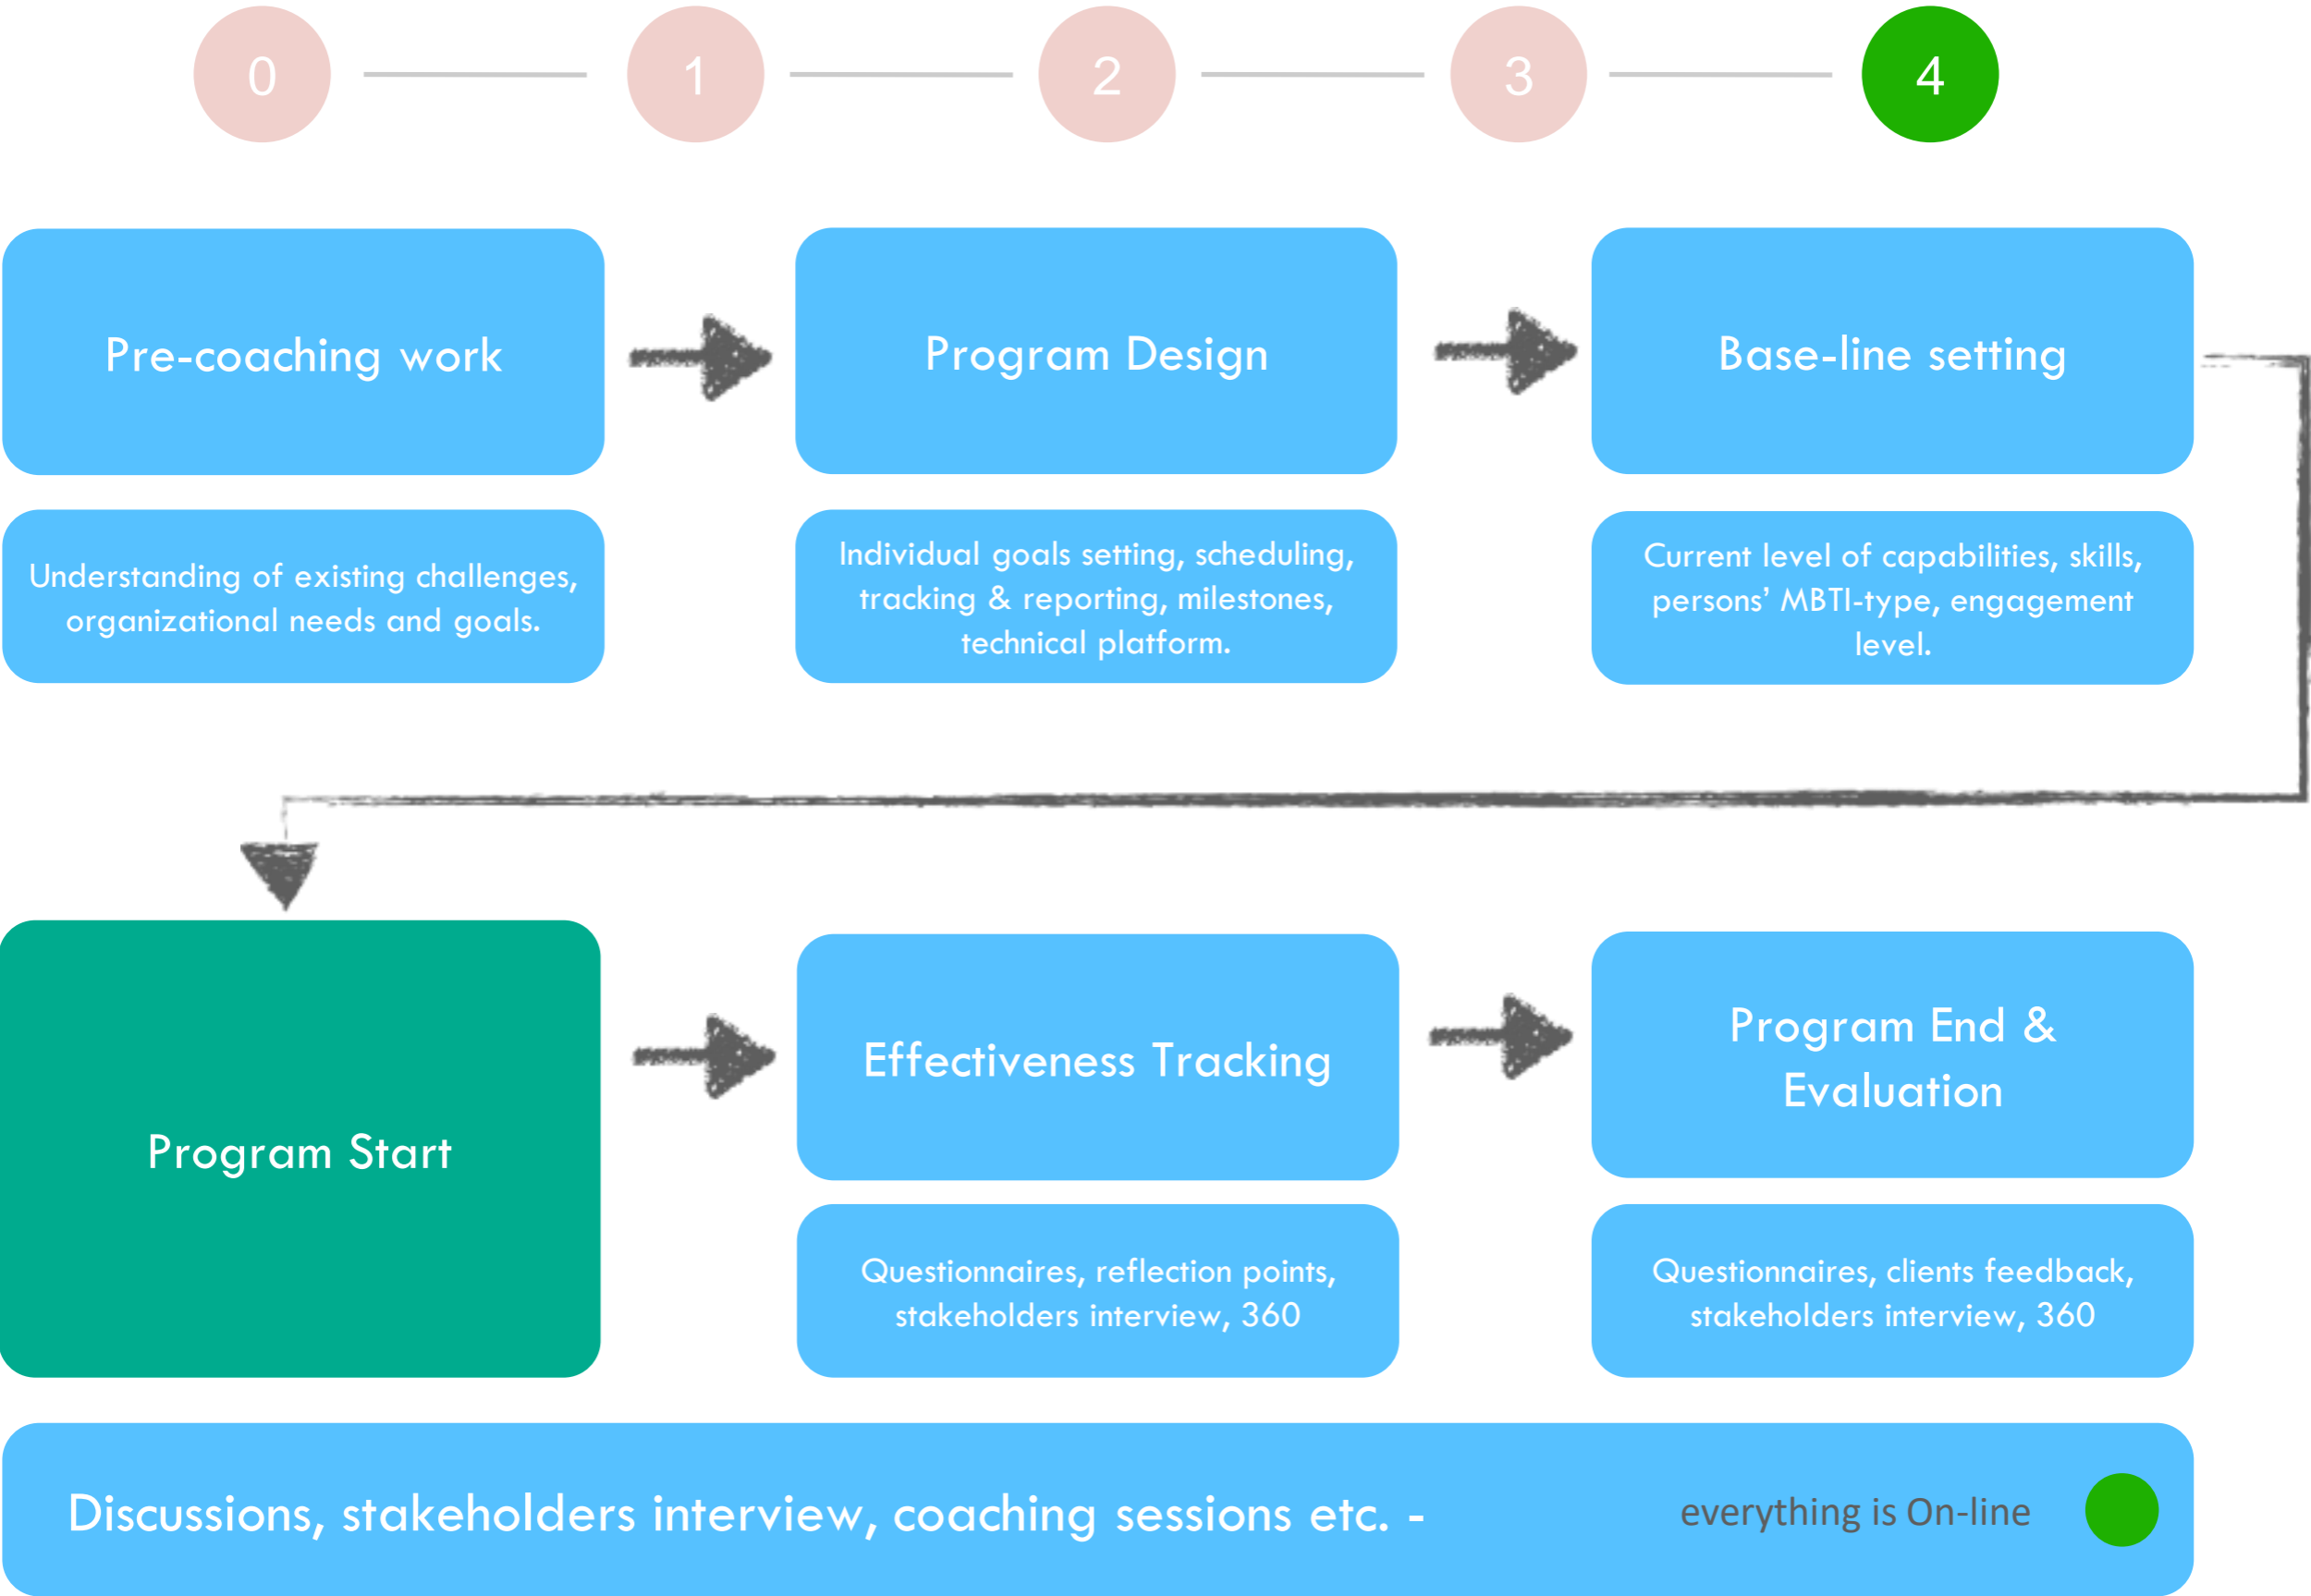 0
1
2
3
4
Pre-coaching work
Program Design
Base-line setting
Understanding of existing challenges,
organizational needs and goals.
Individual goals setting, scheduling,
tracking & reporting, milestones,
technical platform.
Current level of capabilities, skills,
persons’ MBTI-type, engagement
level.
Program Start
Effectiveness Tracking
Program End &
Evaluation
Questionnaires, reflection points,
stakeholders interview, 360
Questionnaires, clients feedback,
stakeholders interview, 360
Discussions, stakeholders interview, coaching sessions etc. -
everything is On-line